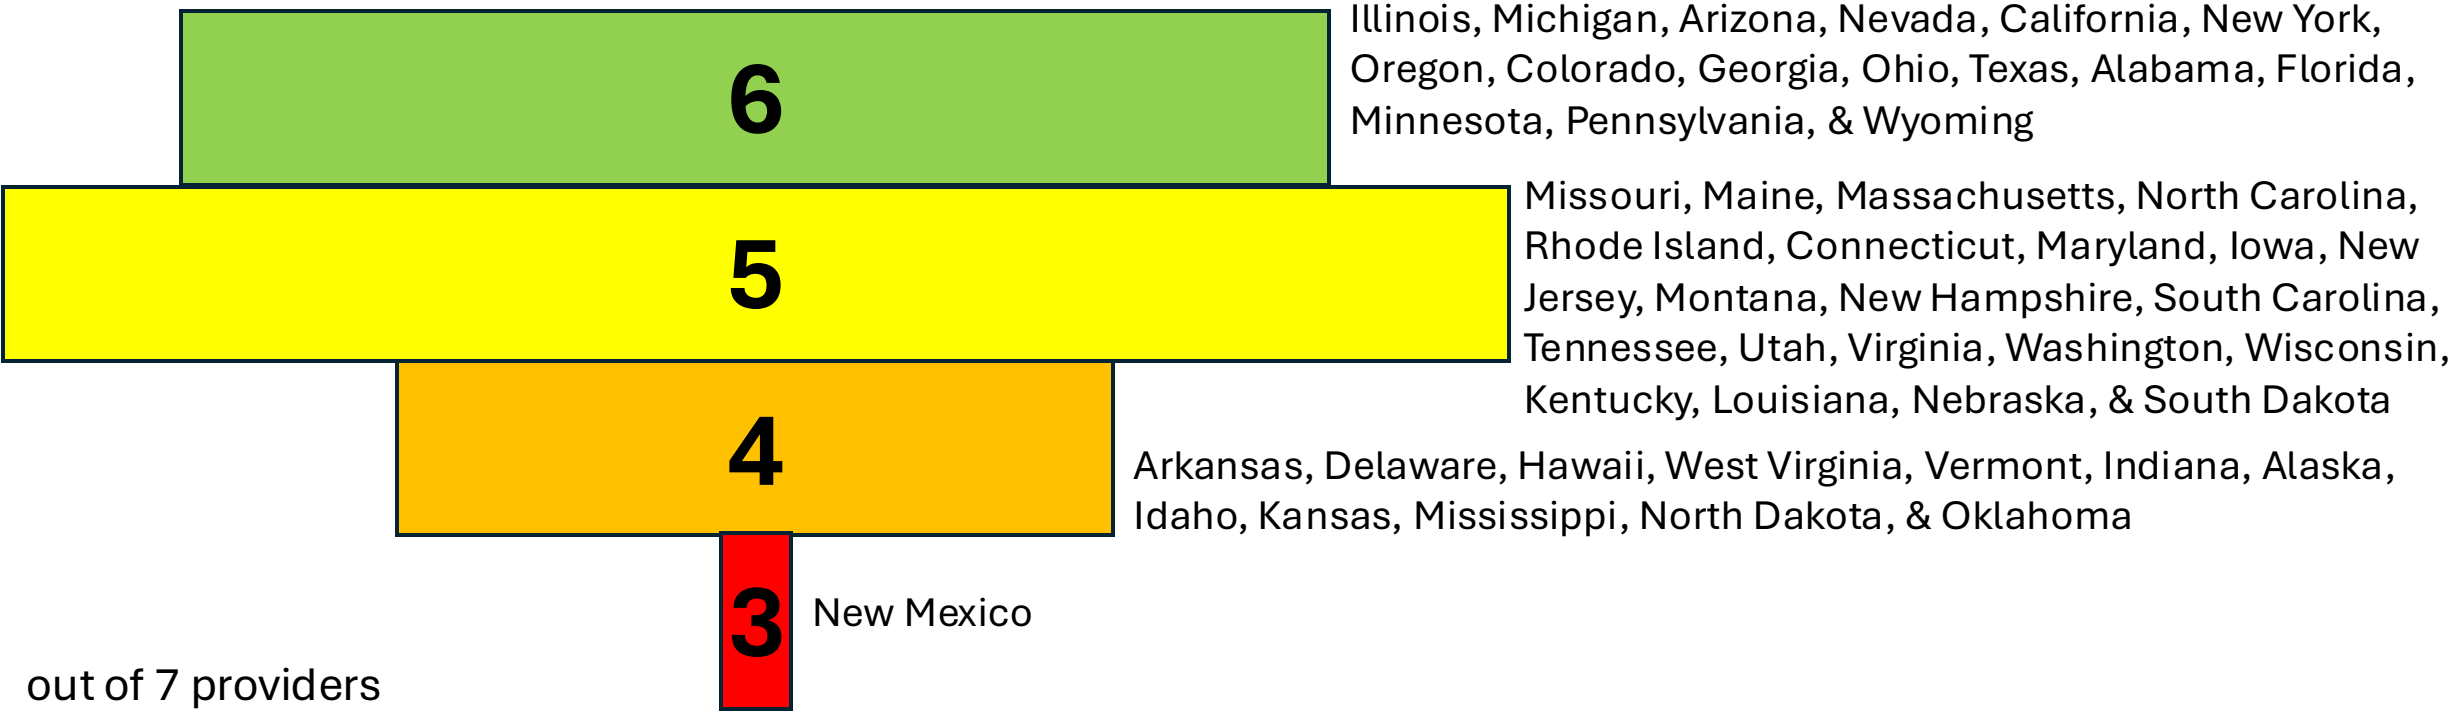 6
Illinois, Michigan, Arizona, Nevada, California, New York,
Oregon, Colorado, Georgia, Ohio, Texas, Alabama, Florida,
Minnesota, Pennsylvania, & Wyoming
5
Missouri, Maine, Massachusetts, North Carolina,
Rhode Island, Connecticut, Maryland, Iowa, New
Jersey, Montana, New Hampshire, South Carolina,
Tennessee, Utah, Virginia, Washington, Wisconsin,
Kentucky, Louisiana, Nebraska, & South Dakota
4
Arkansas, Delaware, Hawaii, West Virginia, Vermont, Indiana, Alaska,
Idaho, Kansas, Mississippi, North Dakota, & Oklahoma
3
New Mexico
out of 7 providers